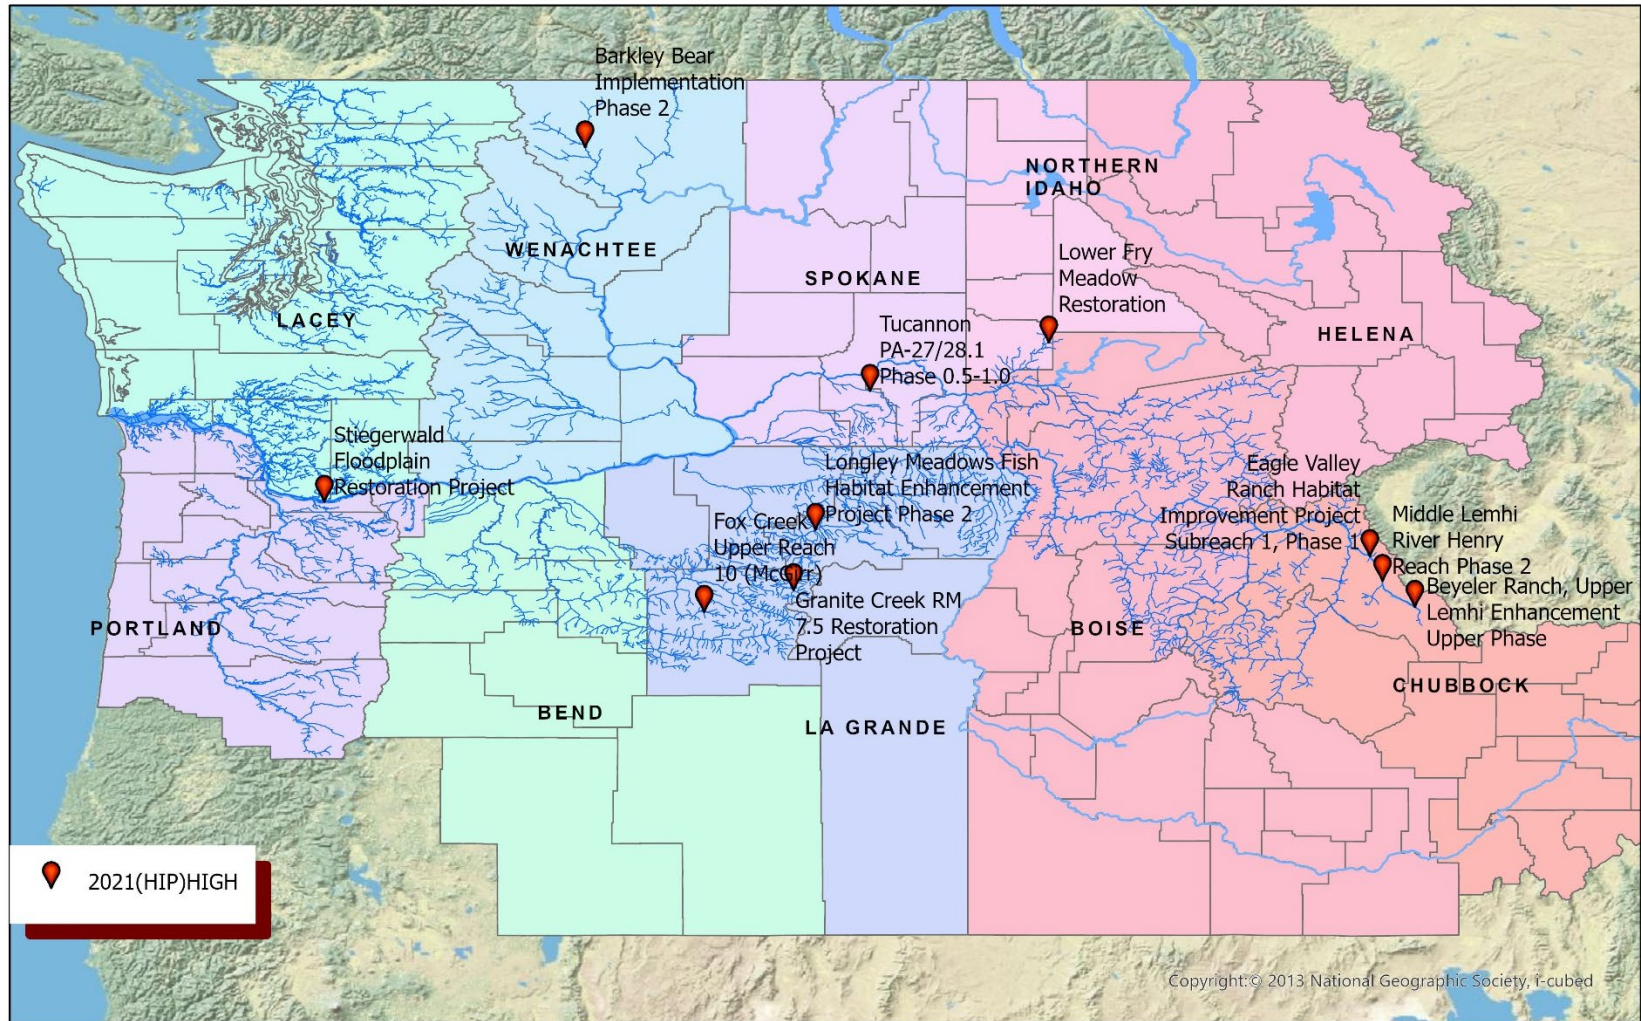 Barkley Bear
Implementation
Phase 2
NORTHERN
IDAHO
WENACHTEE
SPOKANE
Lower Fry
Meadow
Restoration
LACEY
HELENA
Tucannon
PA-27/28.1
Phase 0.5-1.0
Stiegerwald
Floodplain
Restoration Project
Longley Meadows Fish
Habitat Enhancement
Project Phase 2
Eagle Valley
Ranch Habitat
Improvement Project
Subreach 1, Phase 1
Fox Creek
Upper Reach
10 (McGirr)
Middle Lemhi
River Henry
Reach Phase 2
Granite Creek RM
7.5 Restoration
Project
Beyeler Ranch, Upper
Lemhi Enhancement
Upper Phase
PORTLAND
BOISE
CHUBBOCK
BEND
LA GRANDE
2021(HIP)HIGH
Copyright:© 2013 National Geographic Society, i-cubed